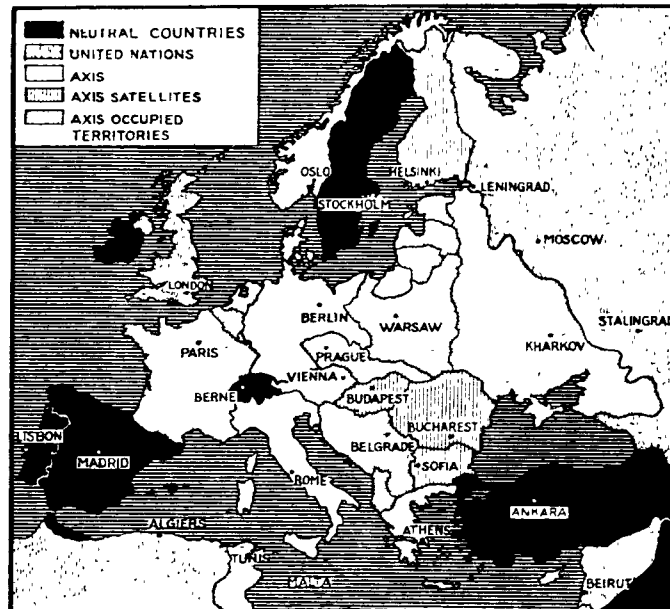 NEUTRAL COUNTRIES
UNITED NATIONS
AXIS
AXIS SATELLITES
AXIS OCCUPIED
TERRITORIES
OSLO
HELSINKI
STOCKHOLM
LENINGRAD
MOSCOW
LONDON
BERLIN
WARSAW
STALINGRAD
KHARKOV
PARIS
PRAGUE
VIENNA
BERNE
BUDAPEST
BUCHAREST
LISBON
BELGRADE
MADRID
SOFIA
ROME
ANKARA
ALGIERS
ATHENS
TUNIS
MALTA
BEIRUT